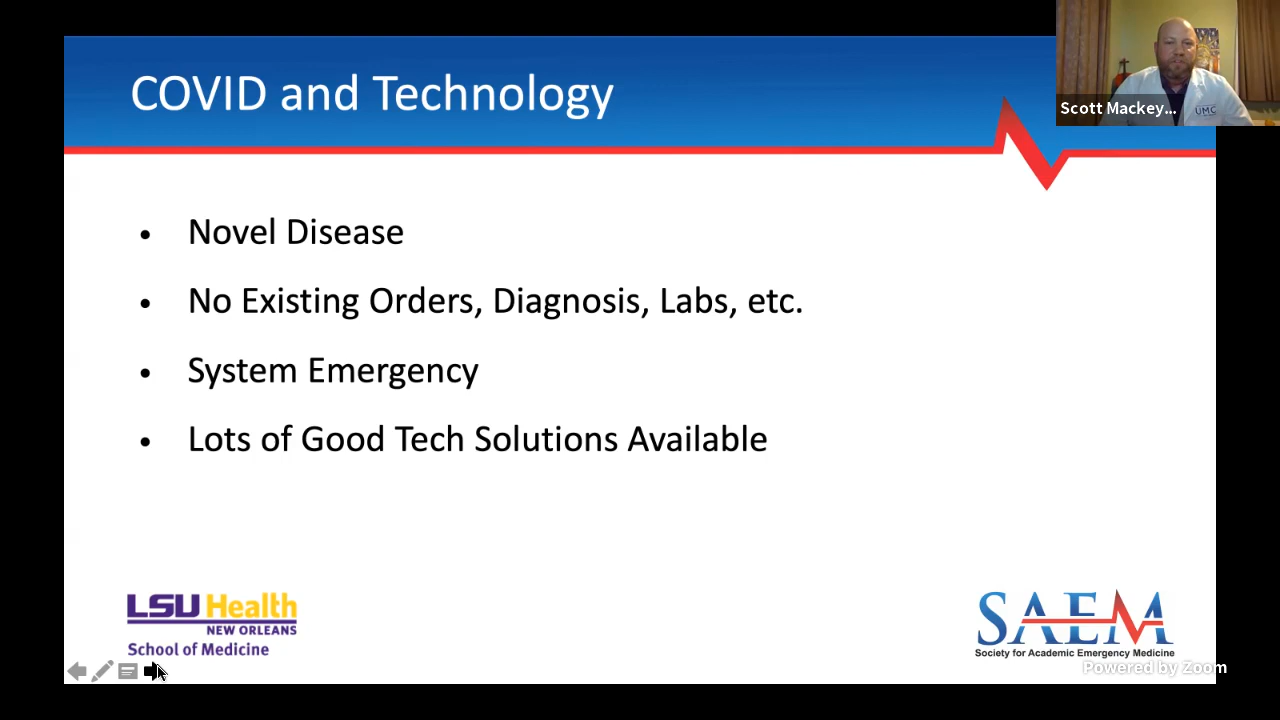 COVID and Technology
Scott Mackey...
UMC
• Novel Disease
• No Existing Orders, Diagnosis, Labs, etc.
• System Emergency
• Lots of Good Tech Solutions Available
LSU Health
NEW ORLEANS
School of Medicine
SAEM
Society for Academic Emergency Medicine
Powered by Zoom